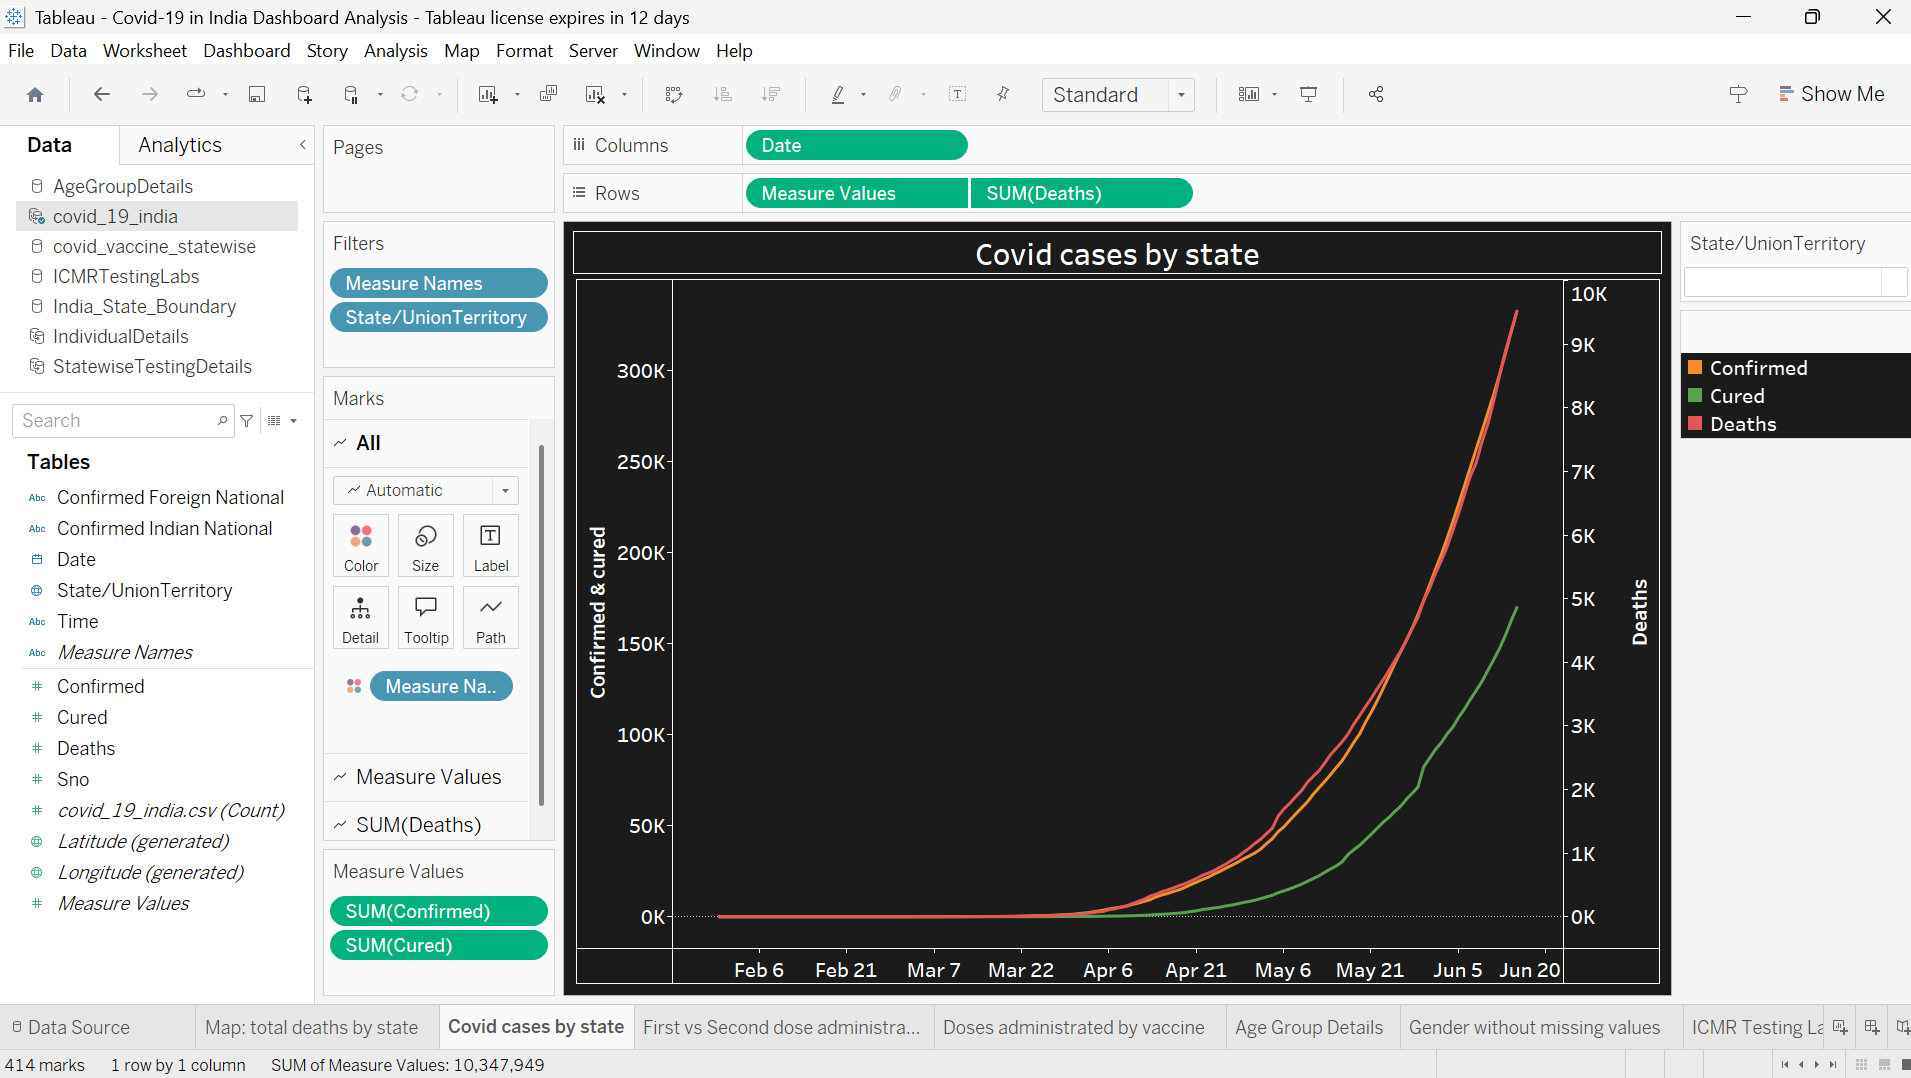 Tableau - Covid-19 in India Dashboard Analysis - Tableau license expires in 12 days
File Data Worksheet Dashboard Story Analysis Map Format Server Window Help
Standard
Show Me
Data Analytics
AgeGroupDetails
covid_19_india
covid_vaccine_statewise
ICMRTestingLabs
India_State_Boundary
IndividualDetails
StatewiseTestingDetails
Search
Tables
Abc Confirmed Foreign National
Abc Confirmed Indian National
Date
State/UnionTerritory
Abc Time
Abc Measure Names
# Confirmed
# Cured
# Deaths
# Sno
# covid_19_india.csv (Count)
Latitude (generated)
Longitude (generated)
# Measure Values
Pages
Filters
Measure Names
State/UnionTerritory
Marks
All
Automatic
Color Size Label
Detail Tooltip Path
Measure Na..
Measure Values
SUM(Deaths)
Measure Values
SUM(Confirmed)
SUM(Cured)
Columns Date
Rows Measure Values SUM(Deaths)
Covid cases by state
Confirmed & cured
300K
250K
200K
150K
100K
50K
0K
10K
9K
8K
7K
6K
5K
4K
3K
2K
1K
0K
Deaths
Feb 6 Feb 21 Mar 7 Mar 22 Apr 6 Apr 21 May 6 May 21 Jun 5 Jun 20
State/UnionTerritory
Confirmed
Cured
Deaths
Data Source Map: total deaths by state Covid cases by state First vs Second dose administra... Doses administrated by vaccine Age Group Details Gender without missing values ICMR Testing La
414 marks 1 row by 1 column SUM of Measure Values: 10,347,949